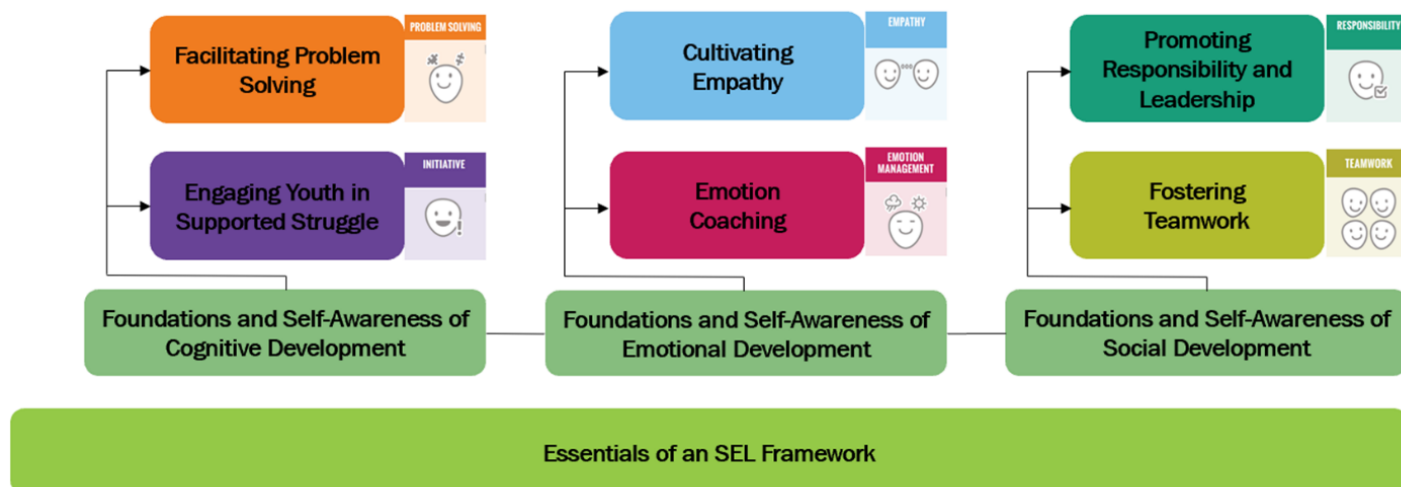 PROBLEM SOLVING
Facilitating Problem
Solving
EMPATHY
Cultivating
Empathy
RESPONSIBILITY
Promoting
Responsibility and
Leadership
INITIATIVE
Engaging Youth in
Supported Struggle
EMOTION
MANAGEMENT
Emotion
Coaching
TEAMWORK
Fostering
Teamwork
Foundations and Self-Awareness of
Cognitive Development
Foundations and Self-Awareness of
Emotional Development
Foundations and Self-Awareness of
Social Development
Essentials of an SEL Framework